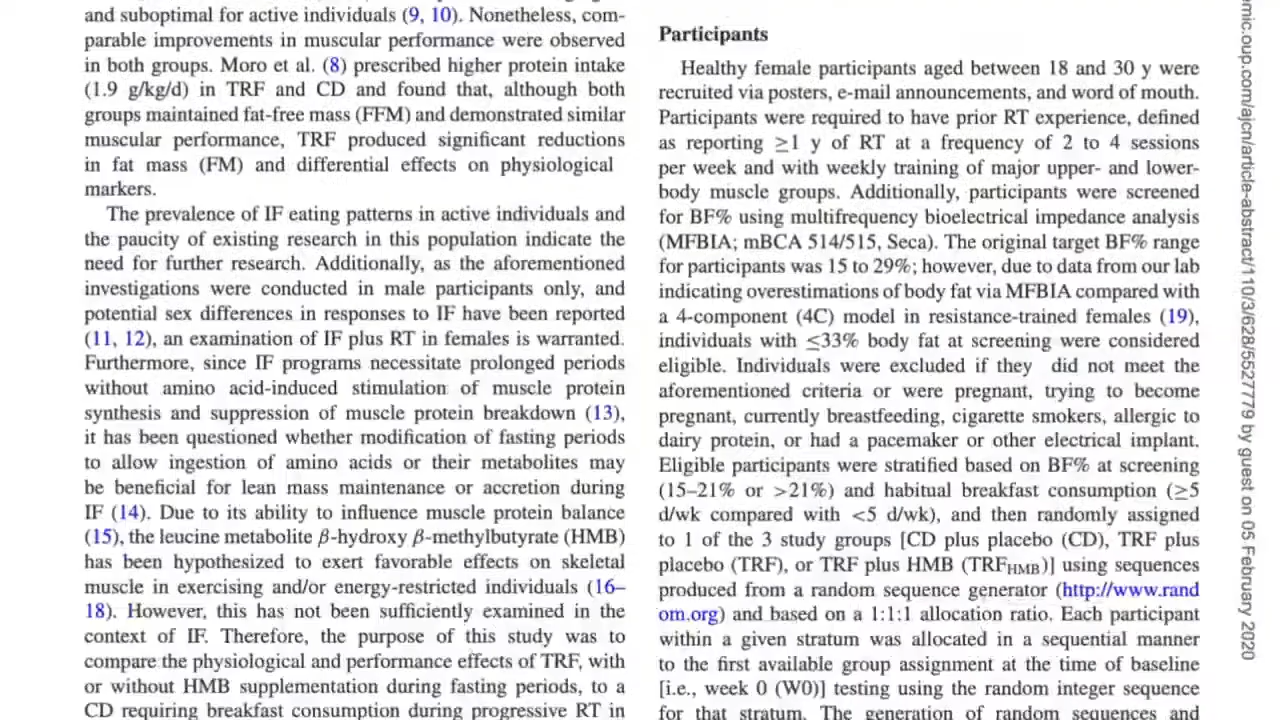 and suboptimal for active individuals (9, 10). Nonetheless, com-
parable improvements in muscular performance were observed
in both groups. Moro et al. (8) prescribed higher protein intake
(1.9 g/kg/d) in TRF and CD and found that, although both
groups maintained fat-free mass (FFM) and demonstrated similar
muscular performance, TRF produced significant reductions
in fat mass (FM) and differential effects on physiological
markers.
The prevalence of IF eating patterns in active individuals and
the paucity of existing research in this population indicate the
need for further research. Additionally, as the aforementioned
investigations were conducted in male participants only, and
potential sex differences in responses to IF have been reported
(11, 12), an examination of IF plus RT in females is warranted.
Furthermore, since IF programs necessitate prolonged periods
without amino acid-induced stimulation of muscle protein
synthesis and suppression of muscle protein breakdown (13),
it has been questioned whether modification of fasting periods
to allow ingestion of amino acids or their metabolites may
be beneficial for lean mass maintenance or accretion during
IF (14). Due to its ability to influence muscle protein balance
(15), the leucine metabolite β-hydroxy β-methylbutyrate (HMB)
has been hypothesized to exert favorable effects on skeletal
muscle in exercising and/or energy-restricted individuals (16–
18). However, this has not been sufficiently examined in the
context of IF. Therefore, the purpose of this study was to
compare the physiological and performance effects of TRF, with
or without HMB supplementation during fasting periods, to a
CD requiring breakfast consumption during progressive RT in
Participants
Healthy female participants aged between 18 and 30 y were
recruited via posters, e-mail announcements, and word of mouth.
Participants were required to have prior RT experience, defined
as reporting ≥1 y of RT at a frequency of 2 to 4 sessions
per week and with weekly training of major upper- and lower-
body muscle groups. Additionally, participants were screened
for BF% using multifrequency bioelectrical impedance analysis
(MFBIA; mBCA 514/515, Seca). The original target BF% range
for participants was 15 to 29%; however, due to data from our lab
indicating overestimations of body fat via MFBIA compared with
a 4-component (4C) model in resistance-trained females (19),
individuals with ≤33% body fat at screening were considered
eligible. Individuals were excluded if they did not meet the
aforementioned criteria or were pregnant, trying to become
pregnant, currently breastfeeding, cigarette smokers, allergic to
dairy protein, or had a pacemaker or other electrical implant.
Eligible participants were stratified based on BF% at screening
(15–21% or >21%) and habitual breakfast consumption (≥5
d/wk compared with <5 d/wk), and then randomly assigned
to 1 of the 3 study groups [CD plus placebo (CD), TRF plus
placebo (TRF), or TRF plus HMB (TRFHMB)] using sequences
produced from a random sequence generator (http://www.rand
om.org) and based on a 1:1:1 allocation ratio. Each participant
within a given stratum was allocated in a sequential manner
to the first available group assignment at the time of baseline
[i.e., week 0 (W0)] testing using the random integer sequence
for that stratum. The generation of random sequences and
emic.oup.com/ajcn/article-abstract/110/3/628/5527779 by guest on 05 February 2020